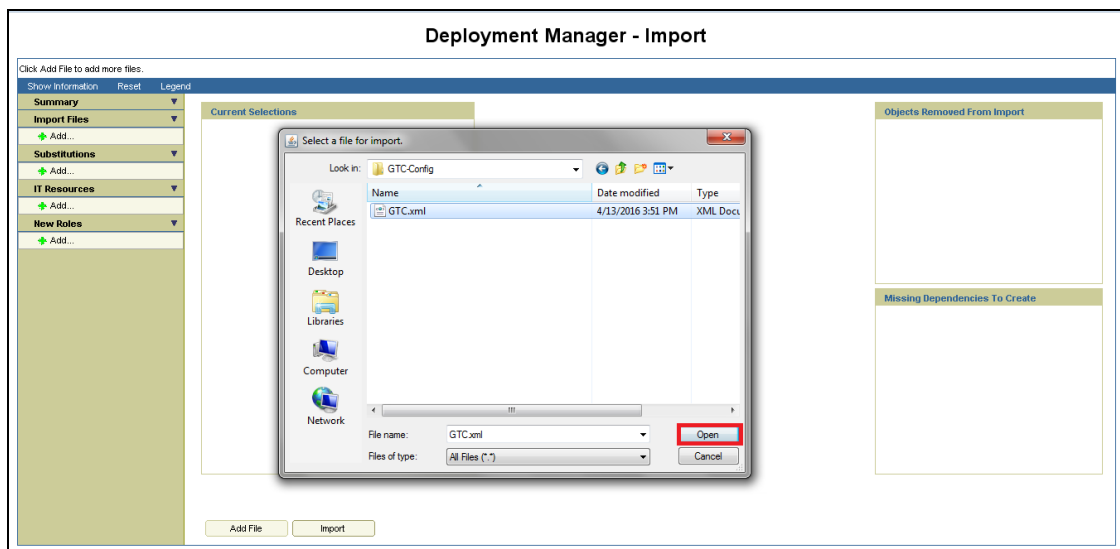 Deployment Manager - Import
Click Add File to add more files.
Show Information Reset Legend
Summary
Import Files
Add...
Substitutions
Add...
IT Resources
Add...
New Roles
Add...
Current Selections
Objects Removed From Import
Missing Dependencies To Create
Select a file for import.
Look in: GTC-Config
Recent Places
Desktop
Libraries
Computer
Network
Name Date modified Type
GTC.xml 4/13/2016 3:51 PM XML Docu
File name: GTC.xml Open
Files of type: All Files (*.*) Cancel
Add File Import